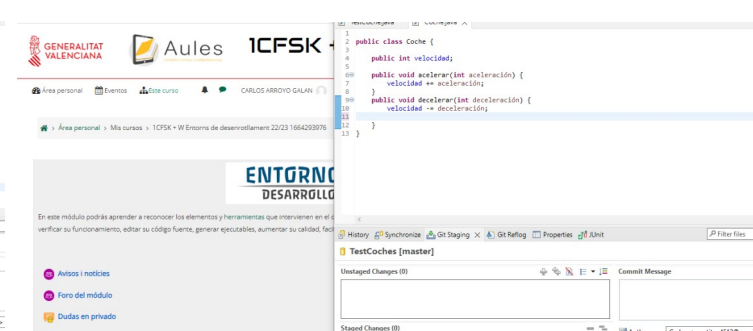 GENERALITAT
VALENCIANA
Aules
1CFSK +
Área personal
Eventos
Este curso
CARLOS ARROYO GALAN
Área personal > Mis cursos > 1CFSK + W Entorns de desenrotllament 22/23 1664293976
ENTORNO
DESARROLLO
En este módulo podrás aprender a reconocer los elementos y herramientas que intervienen en el
verificar su funcionamiento, editar su código fuente, generar ejecutables, aumentar su calidad,
Avisos i notícies
Foro del módulo
Dudas en privado
TestCoche.java
Coche.java
1
2 public class Coche {
3
4 public int velocidad;
5
6 public void acelerar(int aceleración) {
7 velocidad += aceleración;
8 }
9 public void decelerar(int deceleración) {
10 velocidad -= deceleración;
11
12 }
13 }
History
Synchronize
Git Staging
Git Reflog
Properties
JUnit
Filter files
TestCoches [master]
Unstaged Changes (0)
Commit Message
Staged Changes (0)